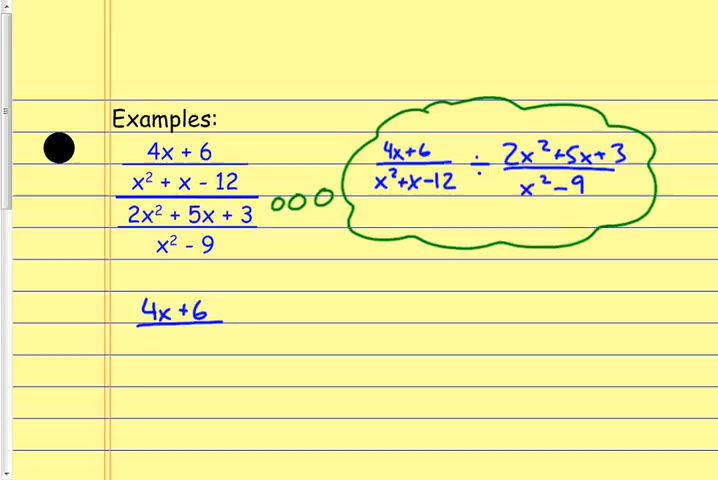 Examples:
4x + 6
x² + x - 12
2x² + 5x + 3
x² - 9
4x+6
x²+x-12
÷
2x²+5x+3
x²-9
4x+6